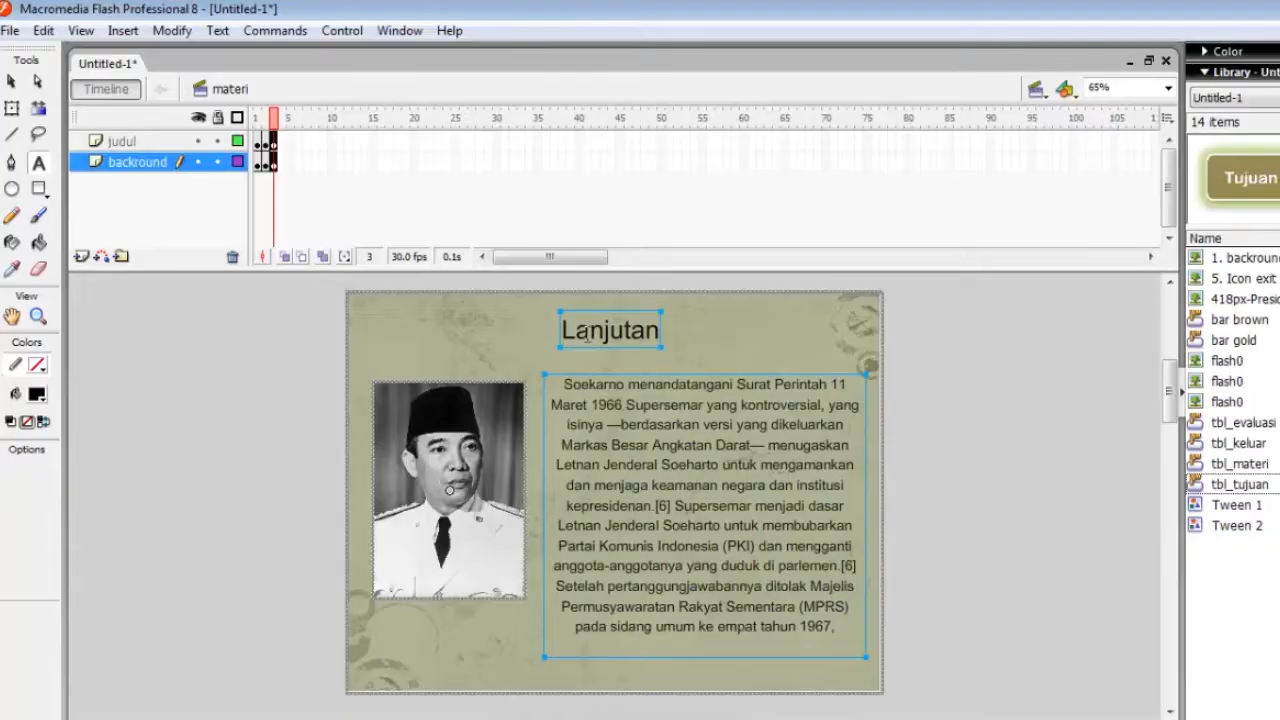 Macromedia Flash Professional 8 - [Untitled-1*]
File Edit View Insert Modify Text Commands Control Window Help
Tools
Untitled-1*
Color
Library - Unt
Timeline
materi
65%
Untitled-1
14 items
1 5 10 15 20 25 30 35 40 45 50 55 60 65 70 75 80 85 90 95 100 105
judul
backround
Tujuan
3 30.0 fps 0.1s
Name
1. backroun
5. Icon exit
418px-Presi
bar brown
bar gold
flash0
flash0
flash0
tbl_evaluasi
tbl_keluar
tbl_materi
tbl_tujuan
Tween 1
Tween 2
View
Colors
Options
Lanjutan
Soekarno menandatangani Surat Perintah 11
Maret 1966 Supersemar yang kontroversial, yang
isinya —berdasarkan versi yang dikeluarkan
Markas Besar Angkatan Darat— menugaskan
Letnan Jenderal Soeharto untuk mengamankan
dan menjaga keamanan negara dan institusi
kepresidenan.[6] Supersemar menjadi dasar
Letnan Jenderal Soeharto untuk membubarkan
Partai Komunis Indonesia (PKI) dan mengganti
anggota-anggotanya yang duduk di parlemen.[6]
Setelah pertanggungjawabannya ditolak Majelis
Permusyawaratan Rakyat Sementara (MPRS)
pada sidang umum ke empat tahun 1967,